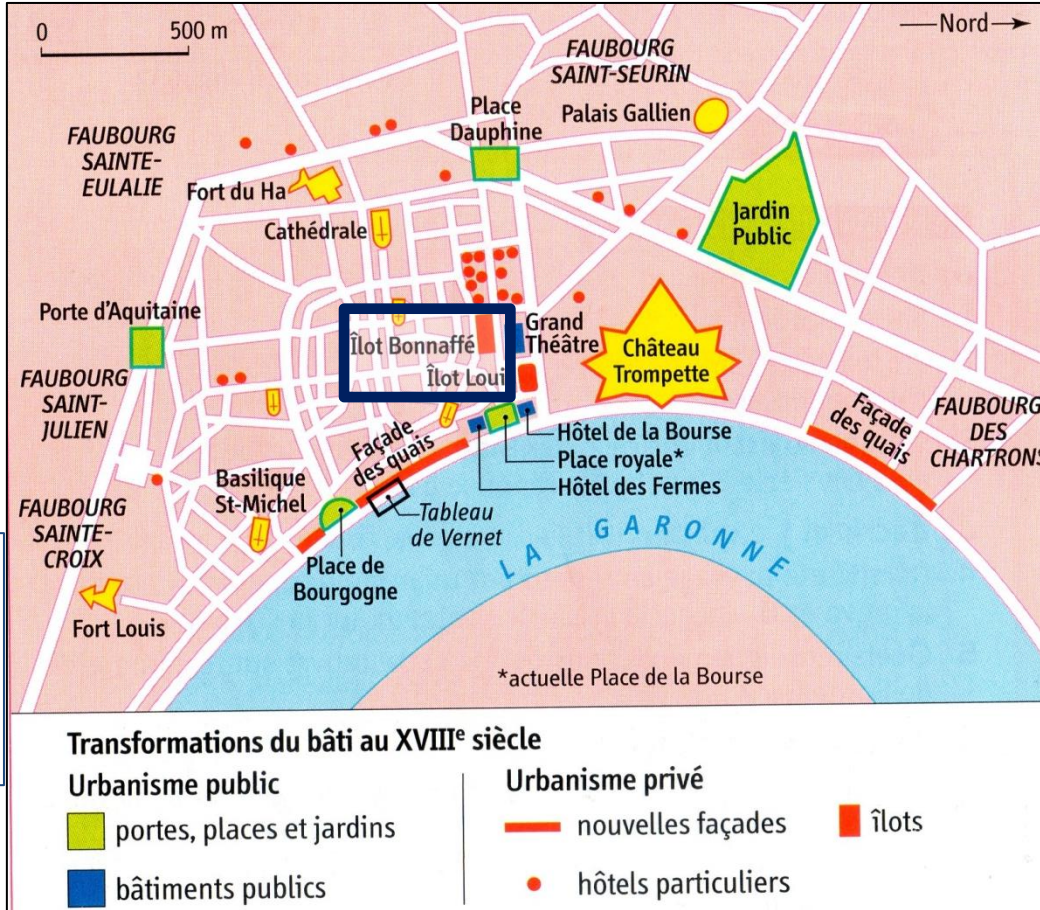 0 500 m
Nord
FAUBOURG
SAINT-SEURIN
Palais Gallien
Place
Dauphine
FAUBOURG
SAINTE-
EULALIE
Fort du Ha
Cathédrale
Jardin
Public
Porte d'Aquitaine
Îlot Bonnaffé
Grand
Théâtre
Îlot Loui
Château
Trompette
FAUBOURG
SAINT-
JULIEN
Façade
des quais
Hôtel de la Bourse
Place royale*
Hôtel des Fermes
Façade
des quais
FAUBOURG
DES
CHARTRONS
Basilique
St-Michel
Tableau
de Vernet
FAUBOURG
SAINTE-
CROIX
Place de
Bourgogne
LA GARONNE
Fort Louis
*actuelle Place de la Bourse
Transformations du bâti au XVIIIe siècle
Urbanisme public
portes, places et jardins
bâtiments publics
Urbanisme privé
nouvelles façades
îlots
hôtels particuliers